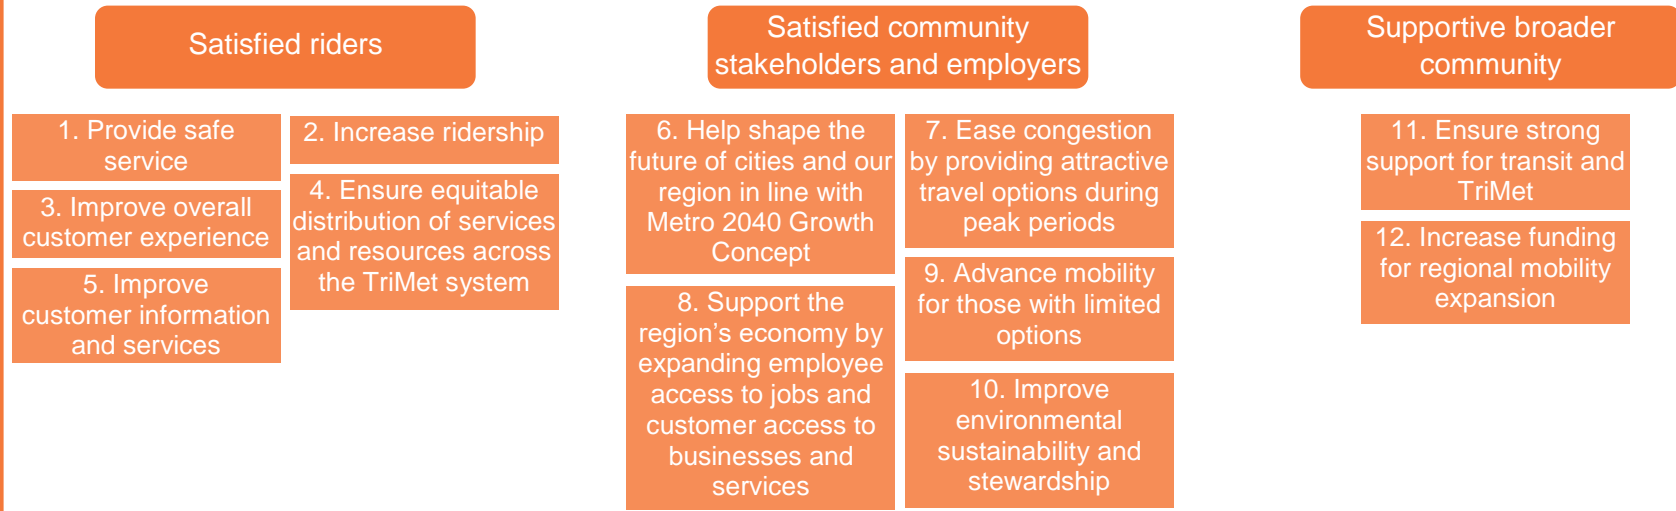 Satisfied riders
1. Provide safe
service
2. Increase ridership
3. Improve overall
customer experience
4. Ensure equitable
distribution of services
and resources across
the TriMet system
5. Improve
customer information
and services
Satisfied community
stakeholders and employers
6. Help shape the
future of cities and our
region in line with
Metro 2040 Growth
Concept
7. Ease congestion
by providing attractive
travel options during
peak periods
8. Support the
region’s economy by
expanding employee
access to jobs and
customer access to
businesses and
services
9. Advance mobility
for those with limited
options
10. Improve
environmental
sustainability and
stewardship
Supportive broader
community
11. Ensure strong
support for transit and
TriMet
12. Increase funding
for regional mobility
expansion